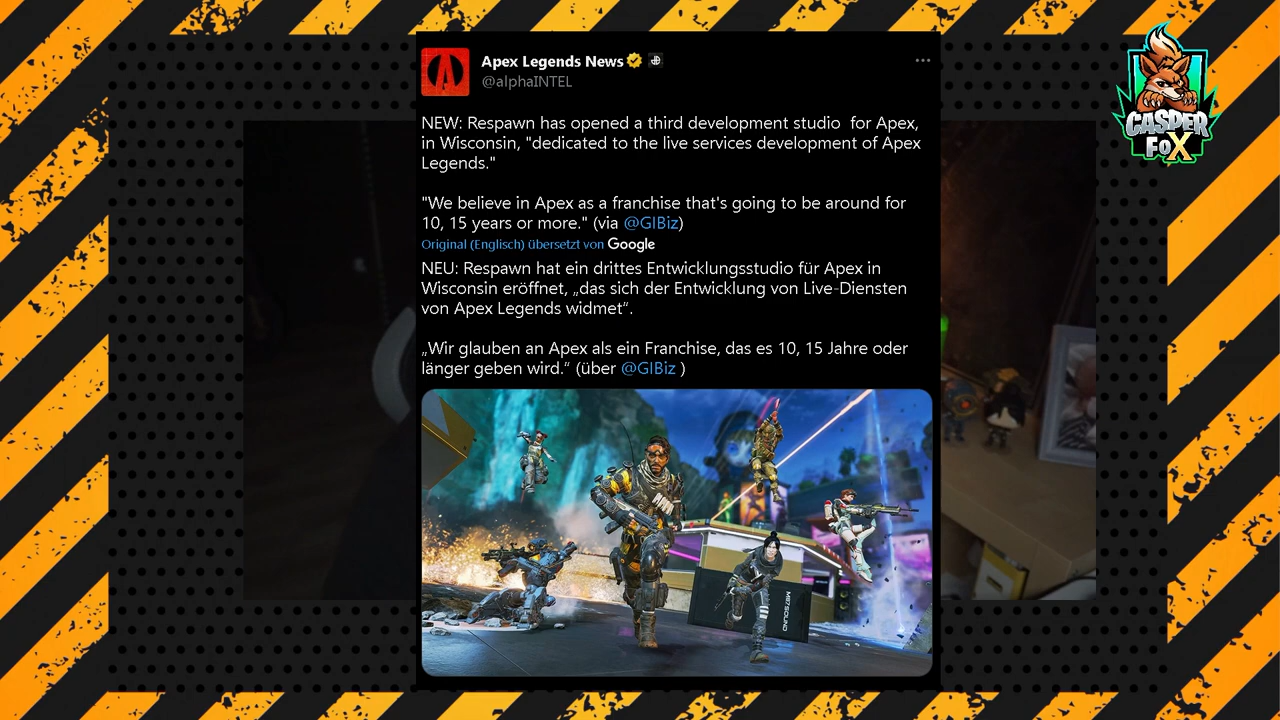 Apex Legends News
@alphaINTEL
NEW: Respawn has opened a third development studio for Apex,
in Wisconsin, "dedicated to the live services development of Apex
Legends."
"We believe in Apex as a franchise that's going to be around for
10, 15 years or more." (via @GIBiz)
Original (Englisch) übersetzt von Google
NEU: Respawn hat ein drittes Entwicklungsstudio für Apex in
Wisconsin eröffnet, „das sich der Entwicklung von Live-Diensten
von Apex Legends widmet“.
„Wir glauben an Apex als ein Franchise, das es 10, 15 Jahre oder
länger geben wird.“ (über @GIBiz )
CASPER
FOX